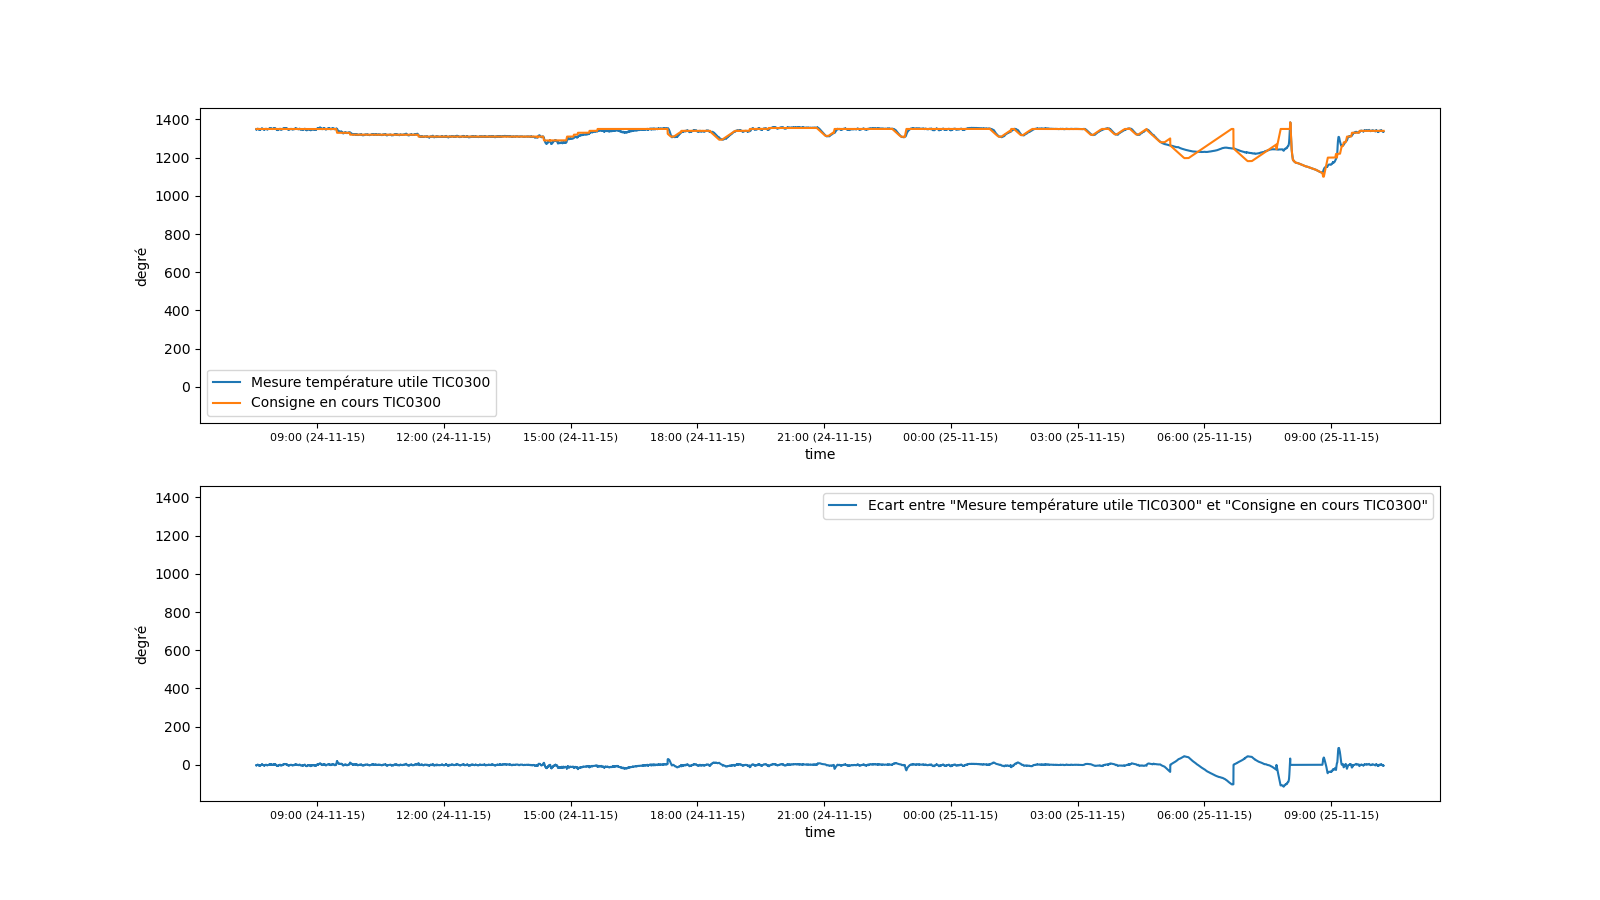 1400
1200
1000
800
600
400
200
0
degré
Mesure température utile TIC0300
Consigne en cours TIC0300
09:00 (24-11-15) 12:00 (24-11-15) 15:00 (24-11-15) 18:00 (24-11-15) 21:00 (24-11-15) 00:00 (25-11-15) 03:00 (25-11-15) 06:00 (25-11-15) 09:00 (25-11-15)
time
1400
1200
1000
800
600
400
200
0
degré
Ecart entre "Mesure température utile TIC0300" et "Consigne en cours TIC0300"
09:00 (24-11-15) 12:00 (24-11-15) 15:00 (24-11-15) 18:00 (24-11-15) 21:00 (24-11-15) 00:00 (25-11-15) 03:00 (25-11-15) 06:00 (25-11-15) 09:00 (25-11-15)
time